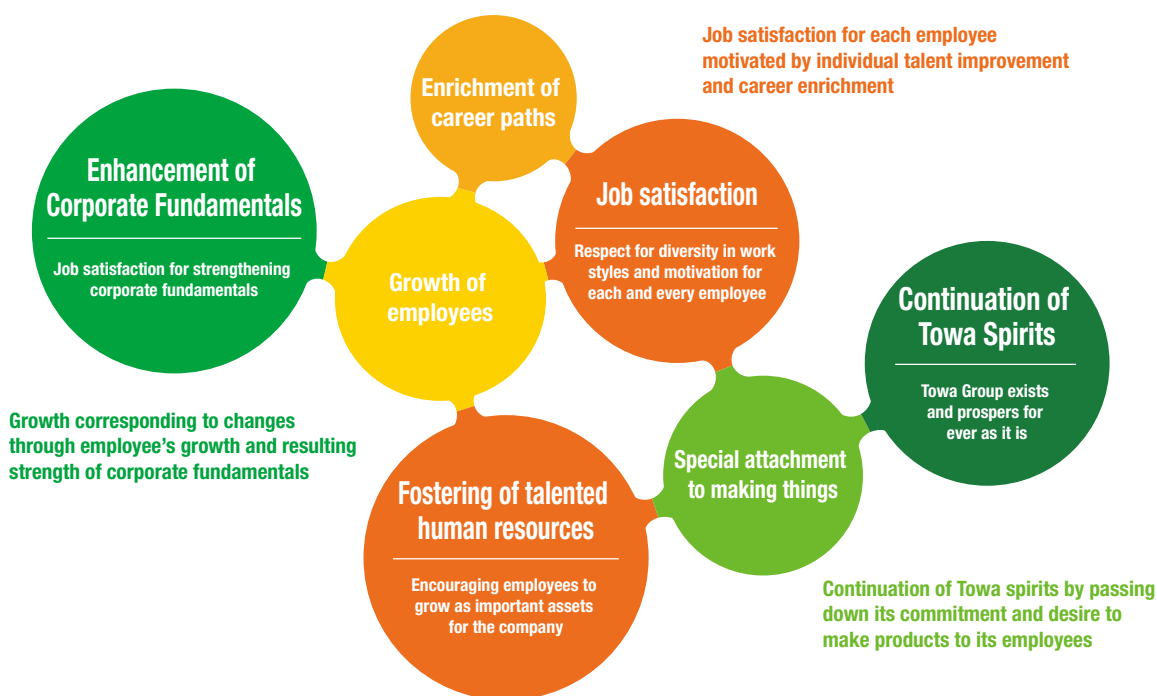 Job satisfaction for each employee
motivated by individual talent improvement
and career enrichment
Enrichment of
career paths
Enhancement of
Corporate Fundamentals
Job satisfaction for strengthening
corporate fundamentals
Job satisfaction
Respect for diversity in work
styles and motivation for
each and every employee
Growth of
employees
Continuation of
Towa Spirits
Towa Group exists
and prospers for
ever as it is
Growth corresponding to changes
through employee’s growth and resulting
strength of corporate fundamentals
Special attachment
to making things
Fostering of talented
human resources
Encouraging employees to
grow as important assets
for the company
Continuation of Towa spirits by passing
down its commitment and desire to
make products to its employees